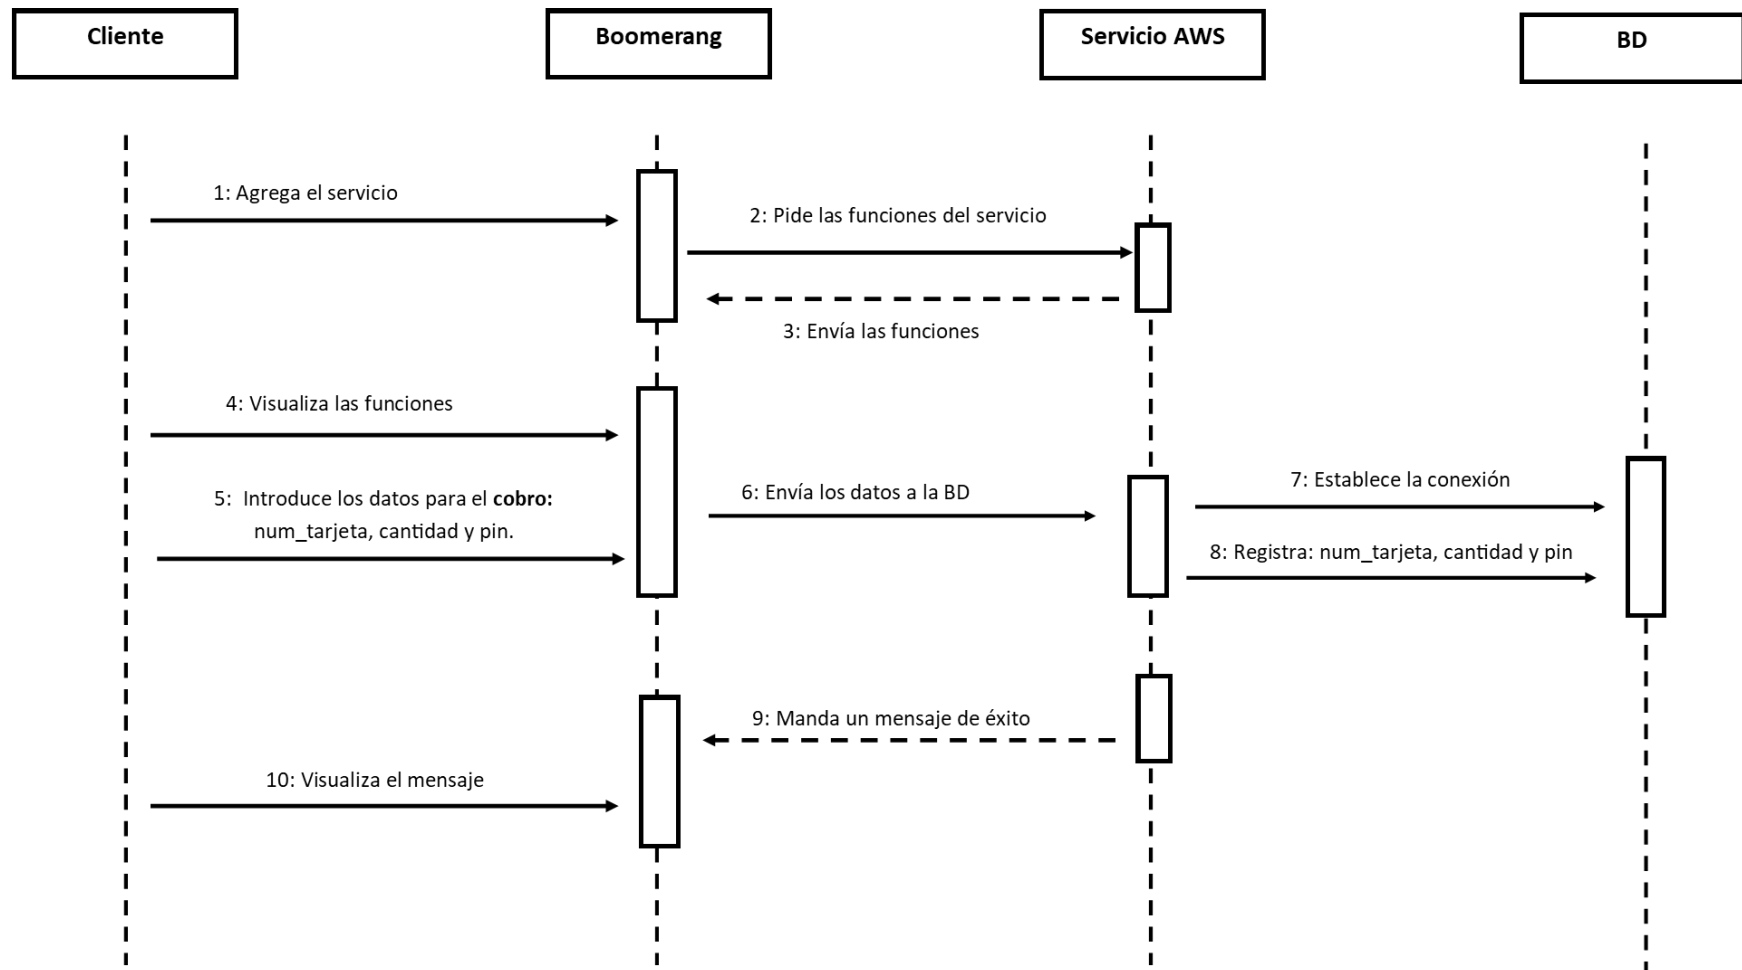 Cliente
Boomerang
Servicio AWS
BD
1: Agrega el servicio
2: Pide las funciones del servicio
3: Envía las funciones
4: Visualiza las funciones
5:  Introduce los datos para el cobro:
num_tarjeta, cantidad y pin.
6: Envía los datos a la BD
7: Establece la conexión
8: Registra: num_tarjeta, cantidad y pin
9: Manda un mensaje de éxito
10: Visualiza el mensaje